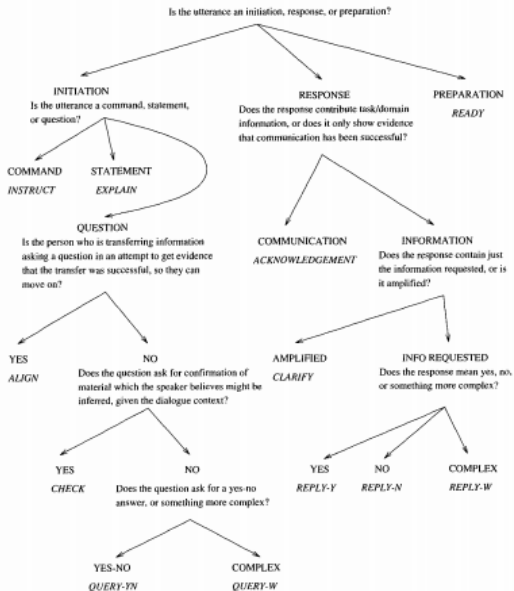 Is the utterance an initiation, response, or preparation?
INITIATION
Is the utterance a command, statement,
or question?
COMMAND
INSTRUCT
STATEMENT
EXPLAIN
QUESTION
Is the person who is transferring information
asking a question in an attempt to get evidence
that the transfer was successful, so they can
move on?
YES
ALIGN
NO
Does the question ask for confirmation of
material which the speaker believes might be
inferred, given the dialogue context?
YES
CHECK
NO
Does the question ask for a yes-no
answer, or something more complex?
YES-NO
QUERY-YN
COMPLEX
QUERY-W
RESPONSE
Does the response contribute task/domain
information, or does it only show evidence
that communication has been successful?
COMMUNICATION
ACKNOWLEDGEMENT
INFORMATION
Does the response contain just
the information requested, or is
it amplified?
AMPLIFIED
CLARIFY
INFO REQUESTED
Does the response mean yes, no,
or something more complex?
YES
REPLY-Y
NO
REPLY-N
COMPLEX
REPLY-W
PREPARATION
READY